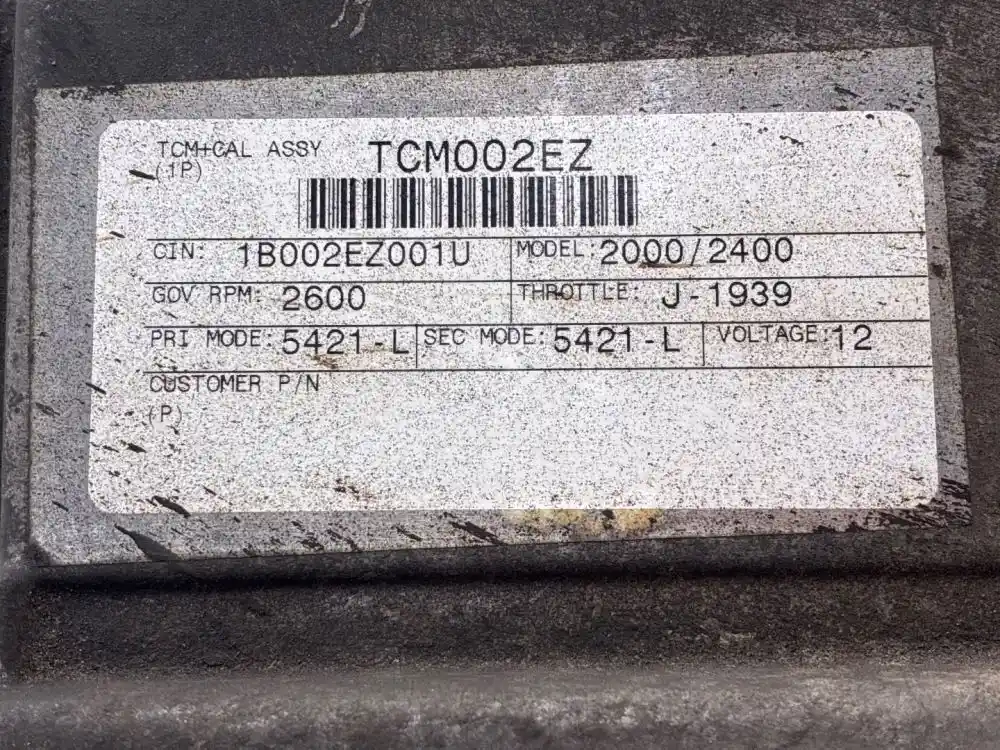 TCM+CAL ASSY TCM002EZ
(1P)
CIN: 1B002EZ001U MODEL: 2000/2400
GOV RPM: 2600 THROTTLE: J-1939
PRI MODE: 5421-L SEC MODE: 5421-L VOLTAGE: 12
CUSTOMER P/N
(P)